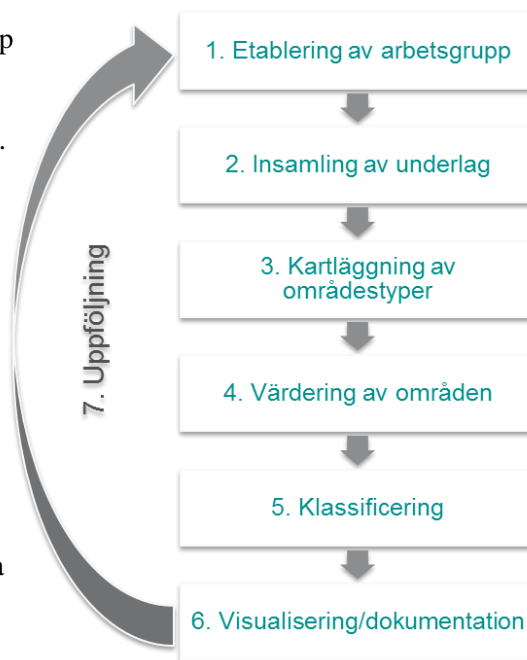 p
1. Etablering av arbetsgrupp
.
2. Insamling av underlag
3. Kartläggning av
områdestyper
7. Uppföljning
4. Värdering av områden
5. Klassificering
a
6. Visualisering/dokumentation